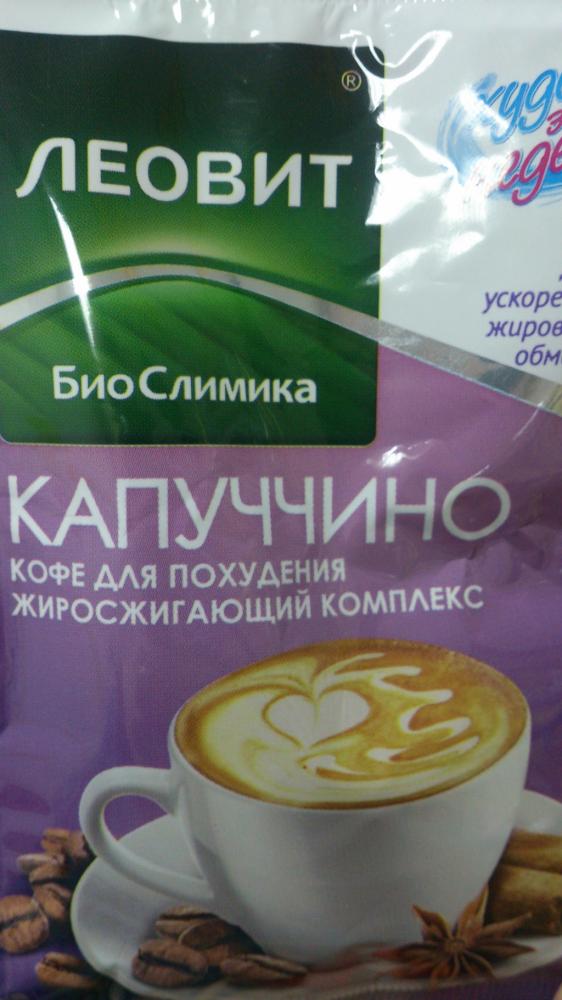 ЛЕОВИТ
®
БиоСлимика
КАПУЧЧИНО
КОФЕ ДЛЯ ПОХУДЕНИЯ
ЖИРОСЖИГАЮЩИЙ КОМПЛЕКС